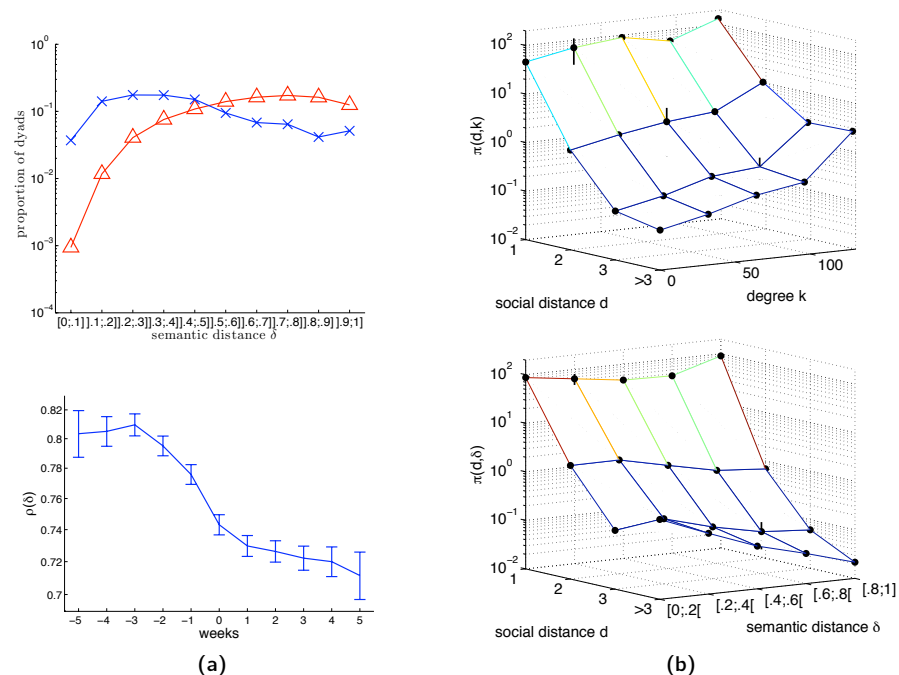 10^0
10^-1
10^-2
10^-3
10^-4
proportion of dyads
[0;.1] ].1;.2] ].2;.3] ].3;.4] ].4;.5] ].5;.6] ].6;.7] ].7;.8] ].8;.9] ].9;1]
semantic distance δ
0.82
0.8
0.78
0.76
0.74
0.72
0.7
ρ(δ)
−5 −4 −3 −2 −1 0 1 2 3 4 5
weeks
(a)
10^2
10^1
10^0
10^-1
10^-2
π(d,k)
1 2 3 >3
social distance d
0 50 100
degree k
10^2
10^1
10^0
10^-1
10^-2
π(d,δ)
1 2 3 >3
social distance d
[0;.2[ [.2;.4[ [.4;.6[ [.6;.8[ [.8;1]
semantic distance δ
(b)